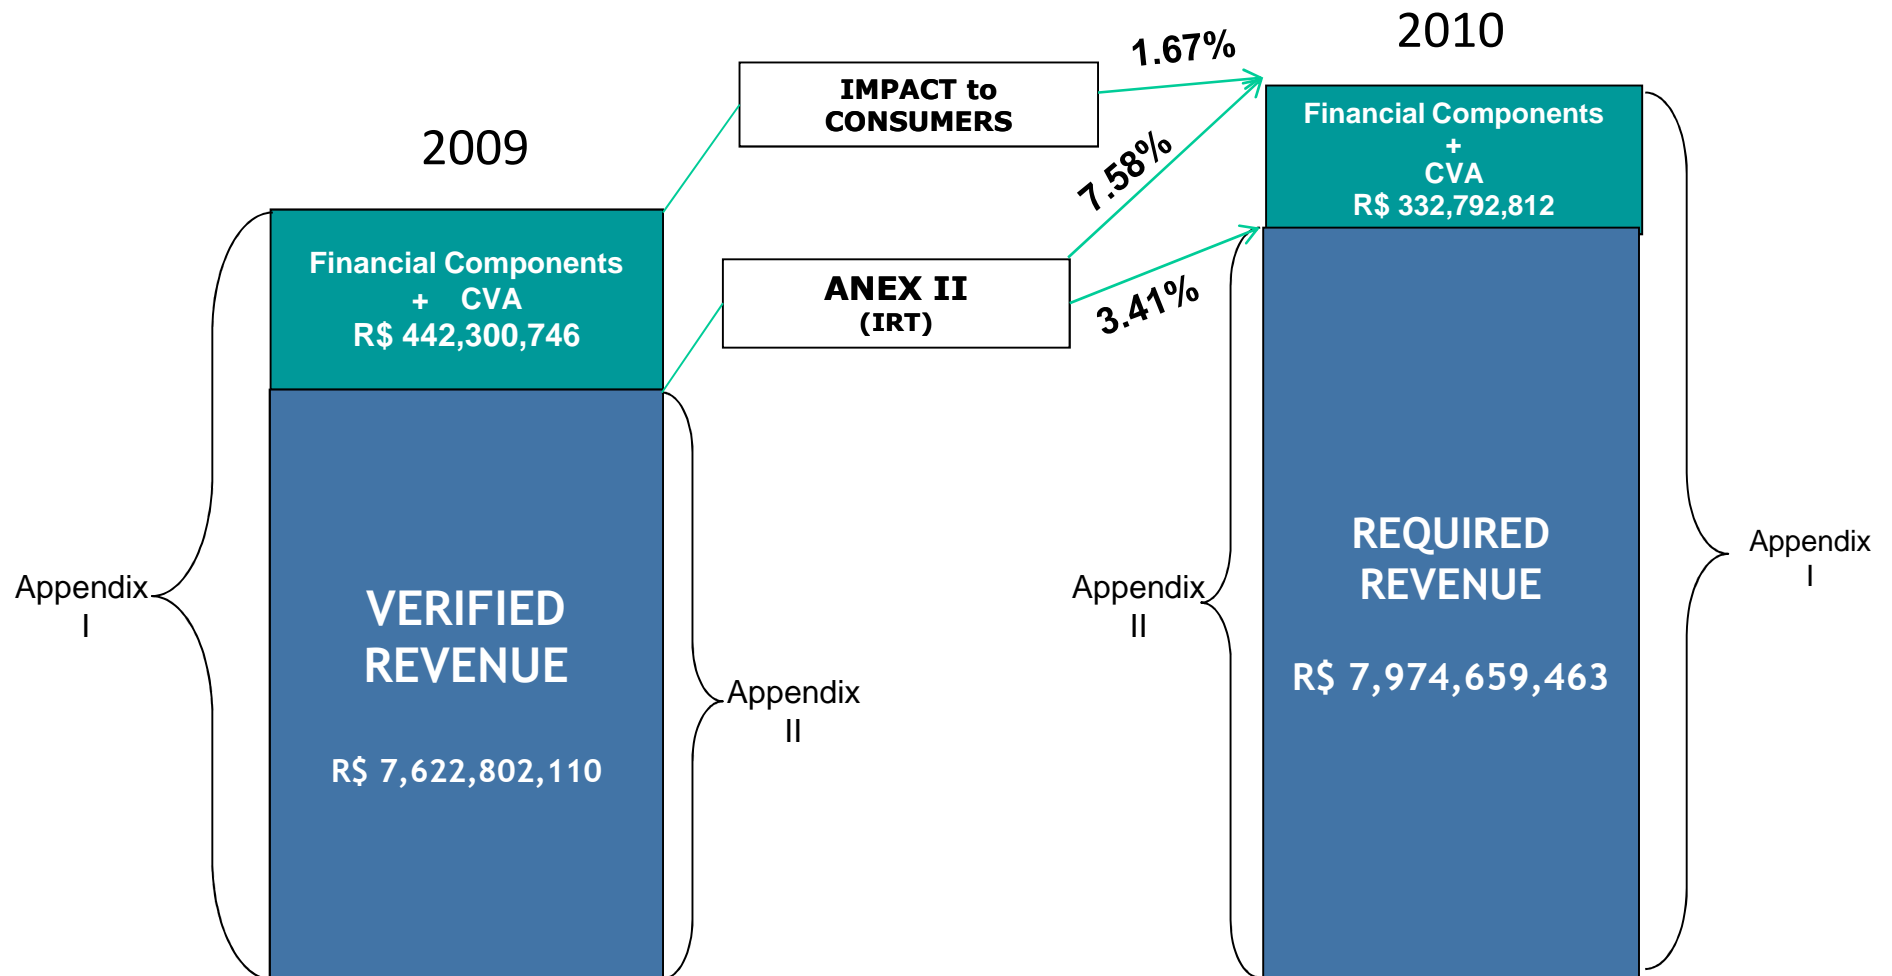 2010
1.67%
IMPACT to
CONSUMERS
2009
7.58%
Financial Components
+
CVA
R$ 332,792,812
Financial Components
+ CVA
R$ 442,300,746
ANEX II
(IRT)
3.41%
REQUIRED
REVENUE
R$ 7,974,659,463
Appendix
I
Appendix
II
Appendix
I
VERIFIED
REVENUE
R$ 7,622,802,110
Appendix
II